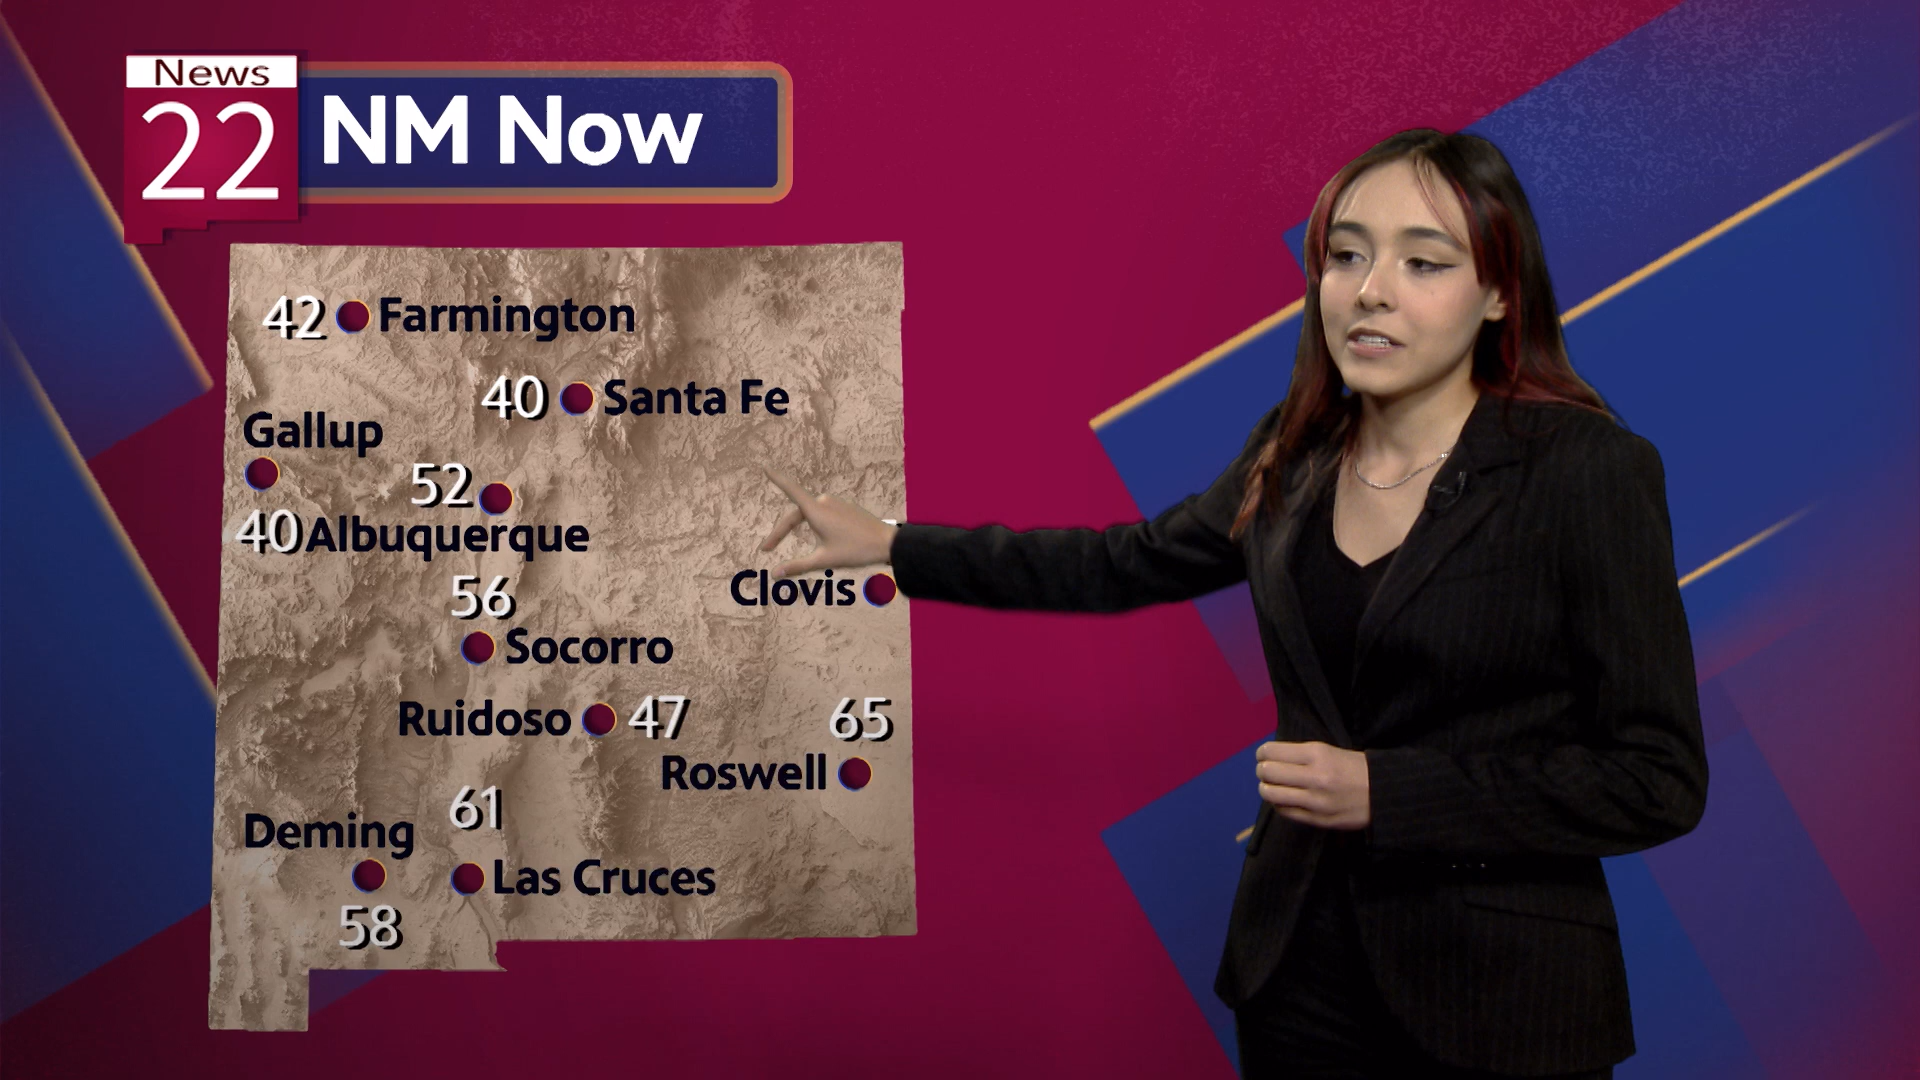 News
22
NM Now
42 Farmington
40 Santa Fe
Gallup
52
40 Albuquerque
56
Clovis
Socorro
Ruidoso 47
65
Roswell
61
Deming
Las Cruces
58